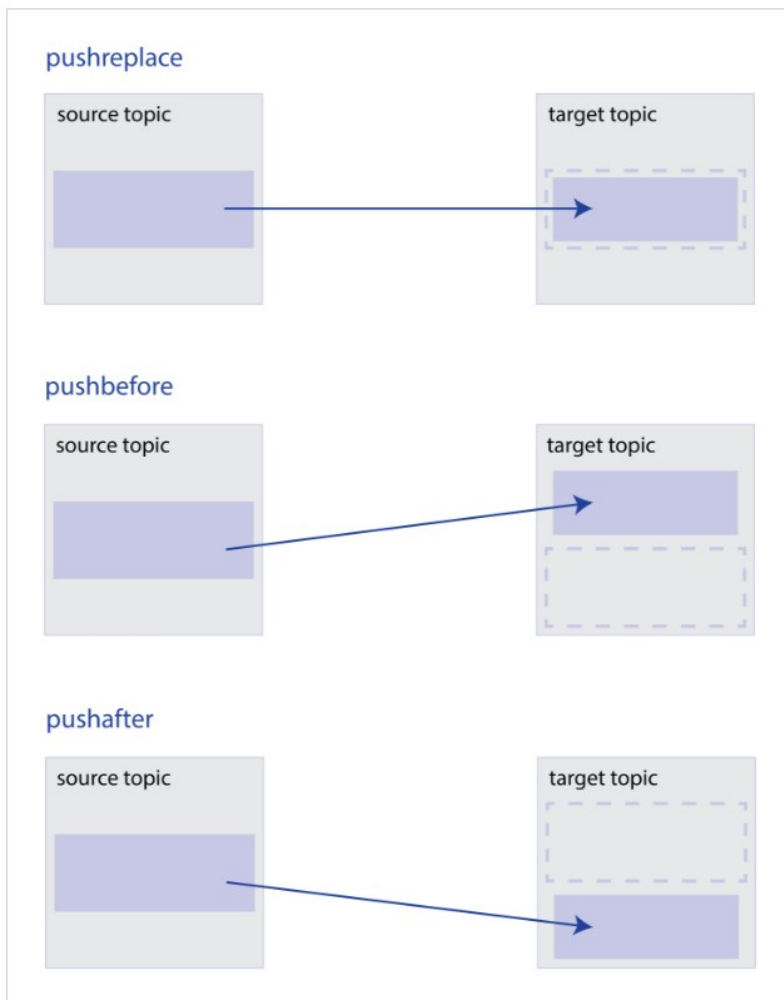 pushreplace
source topic
target topic
pushbefore
source topic
target topic
pushafter
source topic
target topic